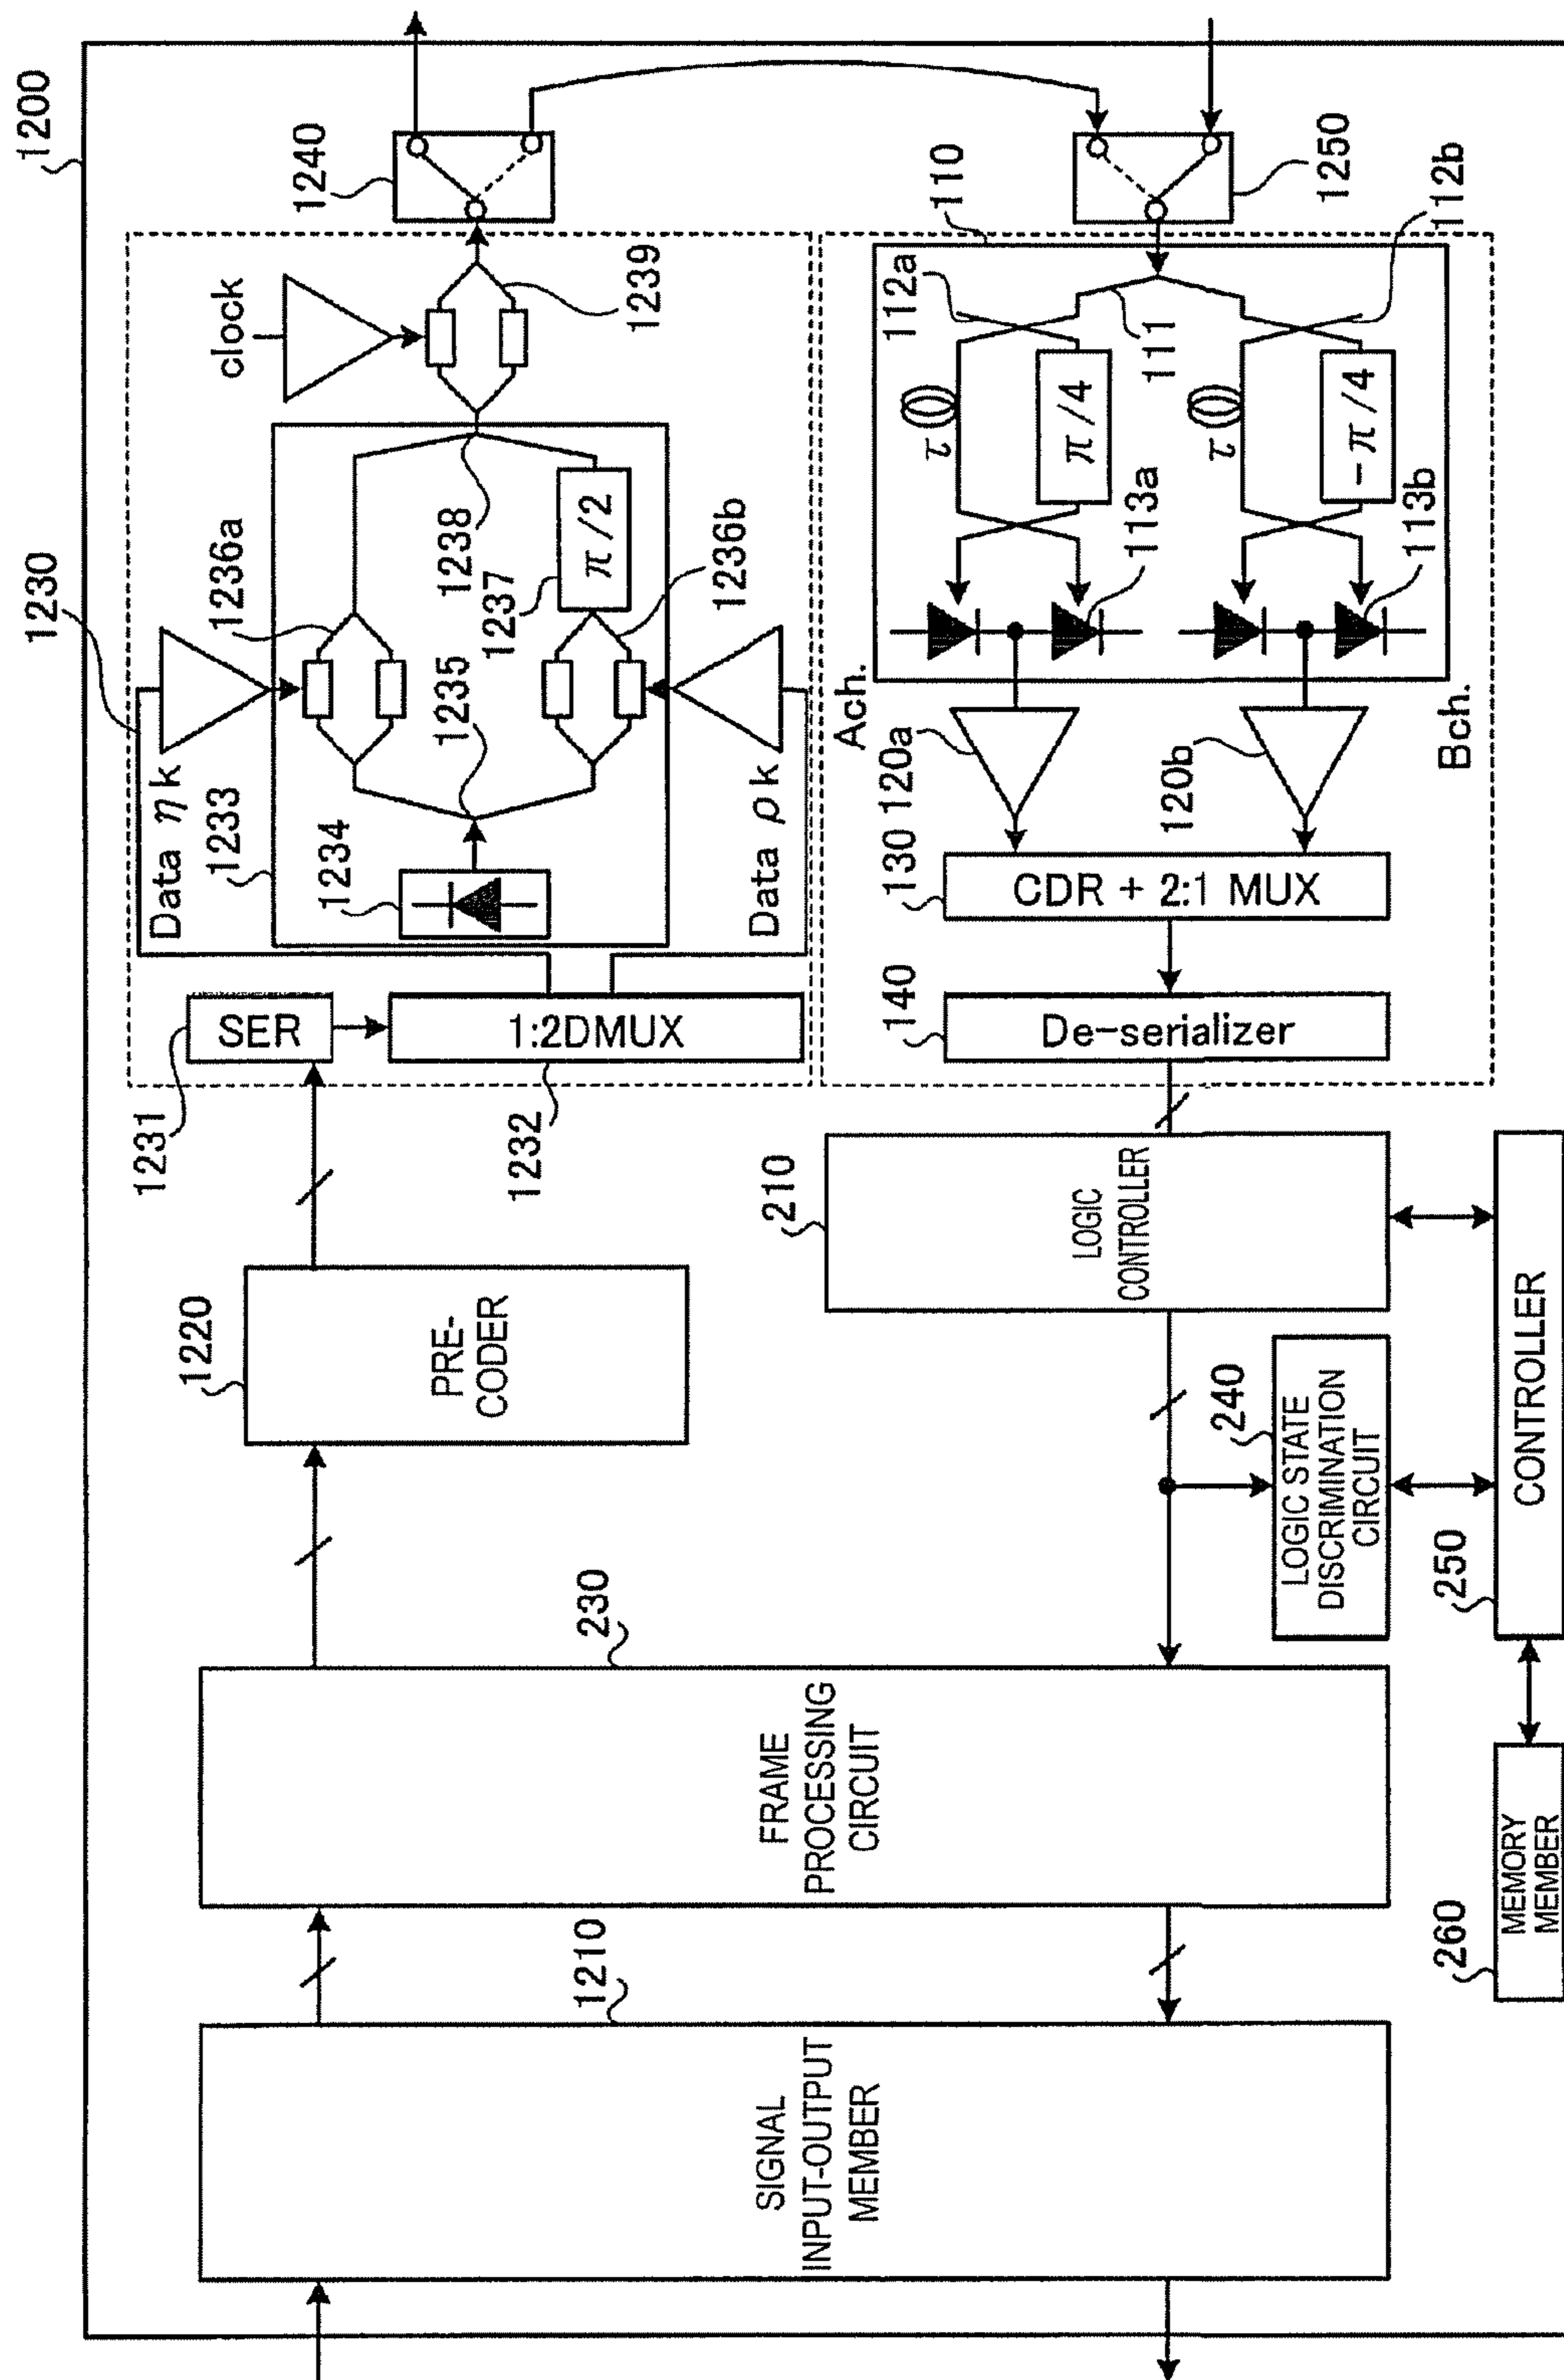 1200
1230
1240
clock
1239
1236a
1238
π/2
1237
1236b
1235
Data ηk
1233
1234
Data ρk
SER
1:2DMUX
1231
1232
1220
PRE-
CODER
230
FRAME
PROCESSING
CIRCUIT
1210
SIGNAL
INPUT-OUTPUT
MEMBER
1250
110
112a
112b
111
τ
π/4
τ
-π/4
113a
113b
Ach.
Bch.
120a
120b
130
CDR + 2:1 MUX
140
De-serializer
210
LOGIC
CONTROLLER
240
LOGIC STATE
DISCRIMINATION
CIRCUIT
250
CONTROLLER
260
MEMORY
MEMBER